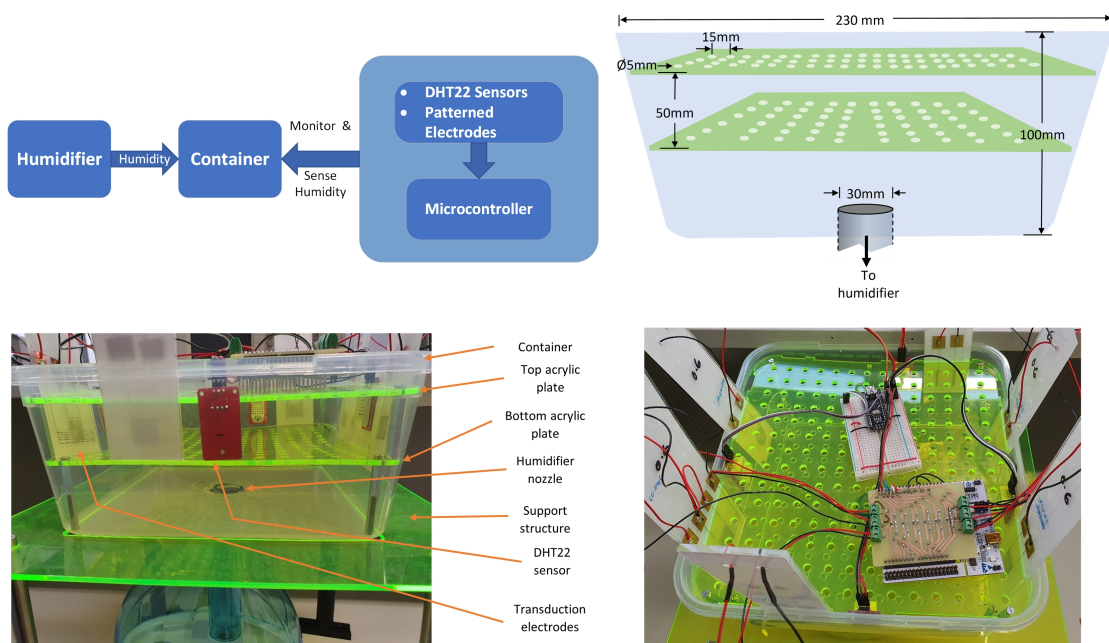 Humidifier
Humidity
Container
Monitor &
Sense
Humidity
DHT22 Sensors
Patterned
Electrodes
Microcontroller
230 mm
15mm
Ø5mm
50mm
100mm
30mm
To
humidifier
Container
Top acrylic
plate
Bottom acrylic
plate
Humidifier
nozzle
Support
structure
DHT22
sensor
Transduction
electrodes